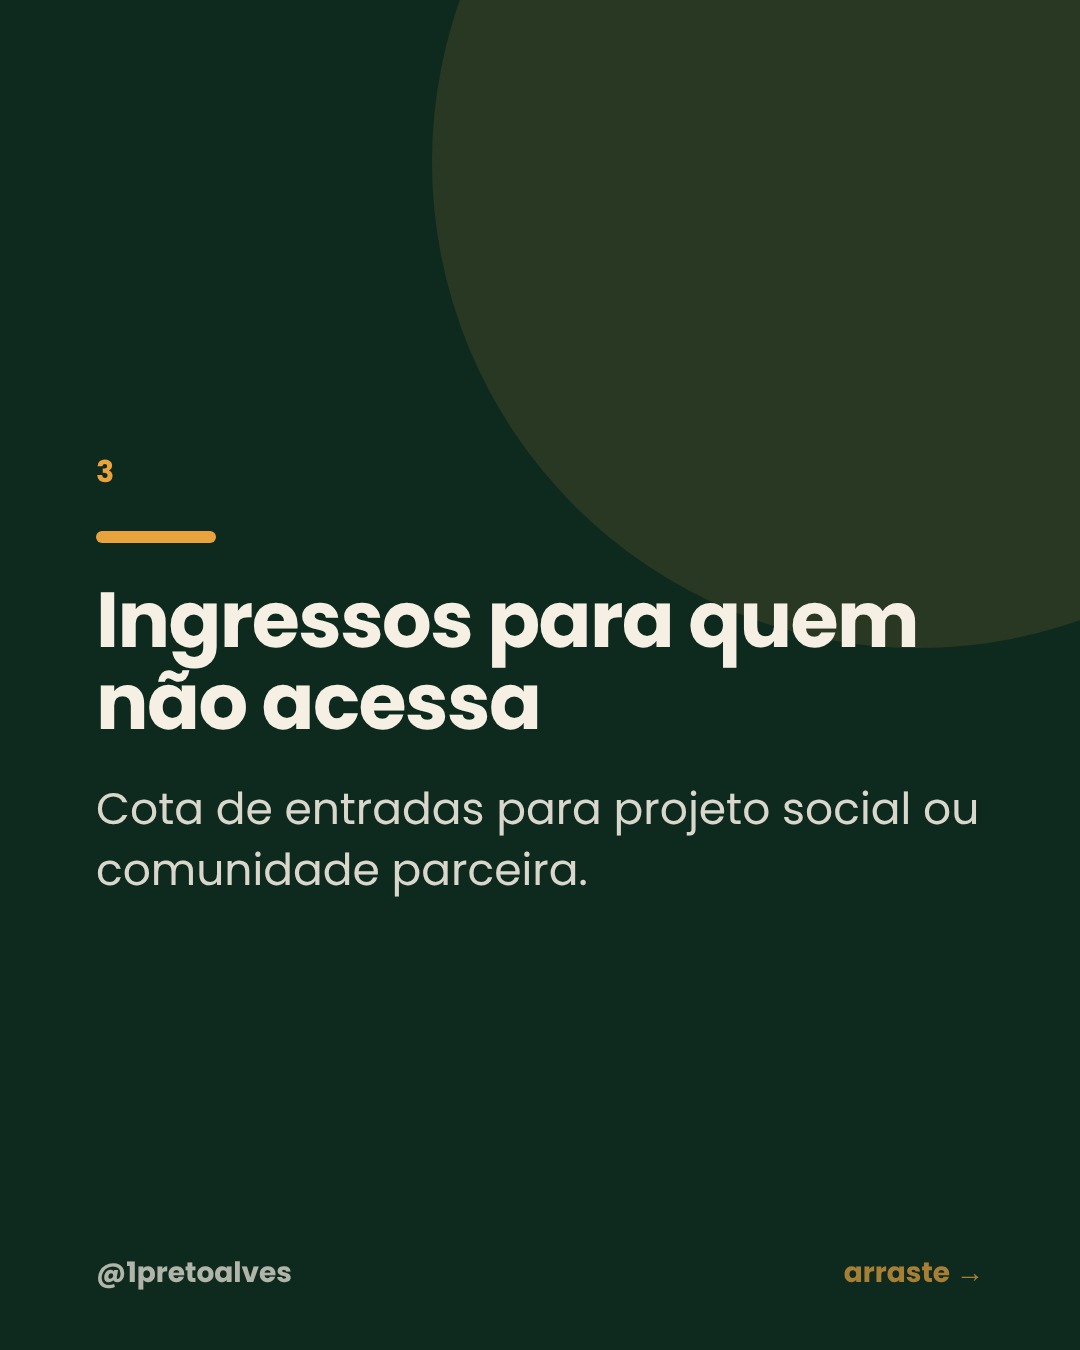 3
Ingressos para quem
não acessa
Cota de entradas para projeto social ou
comunidade parceira.
@1pretoalves
arraste →